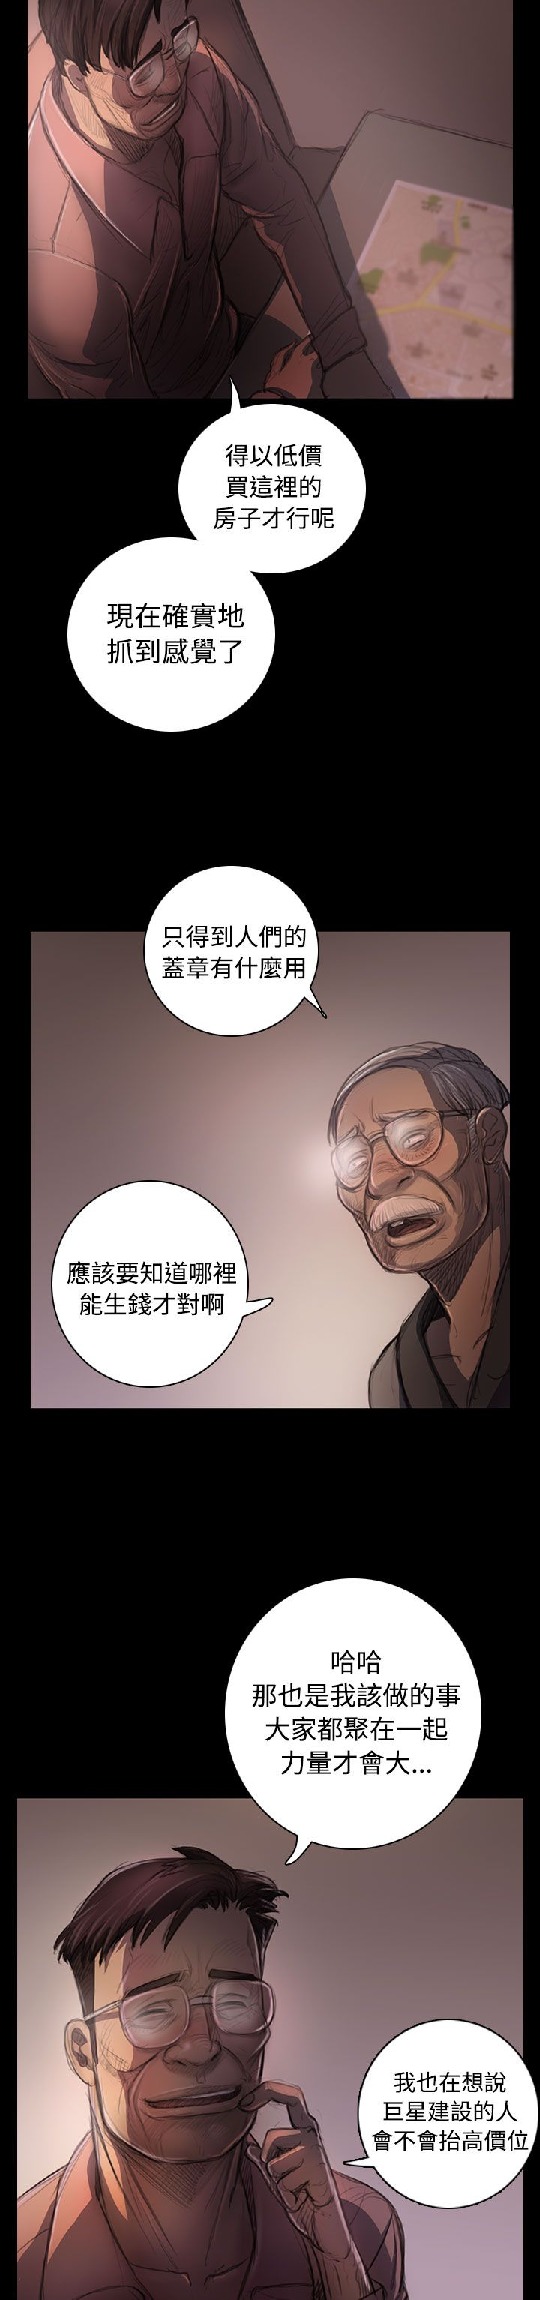 得以低價
買這裡的
房子才行呢
現在確實地
抓到感覺了
只得到人們的
蓋章有什麼用
應該要知道哪裡
能生錢才對啊
哈哈
那也是我該做的事
大家都聚在一起
力量才會大...
我也在想說
巨星建設的人
會不會抬高價位